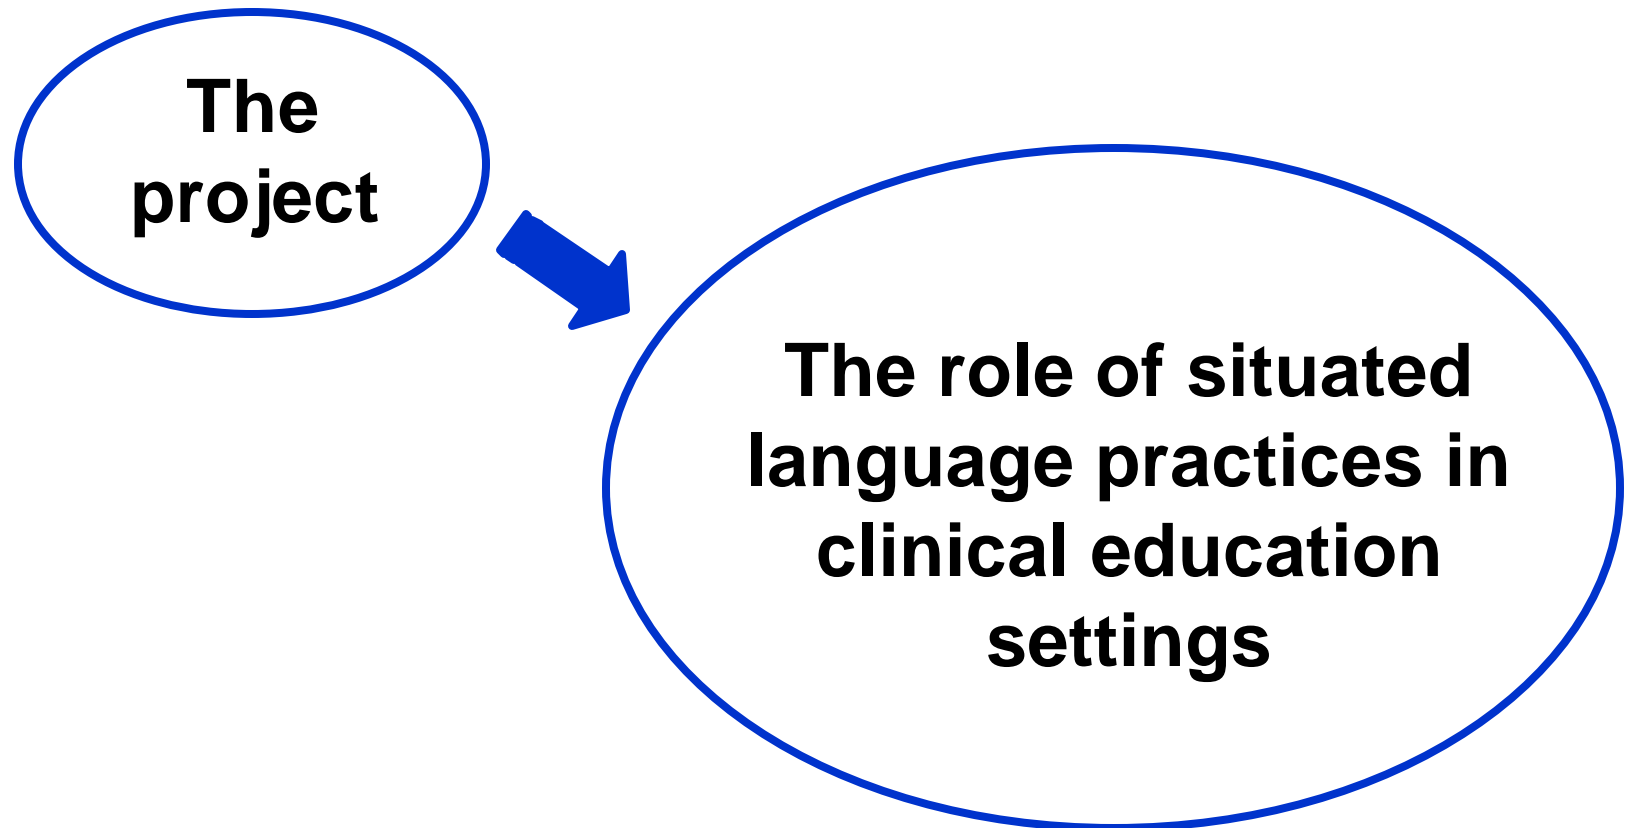 The
project
The role of situated
language practices in
clinical education
settings